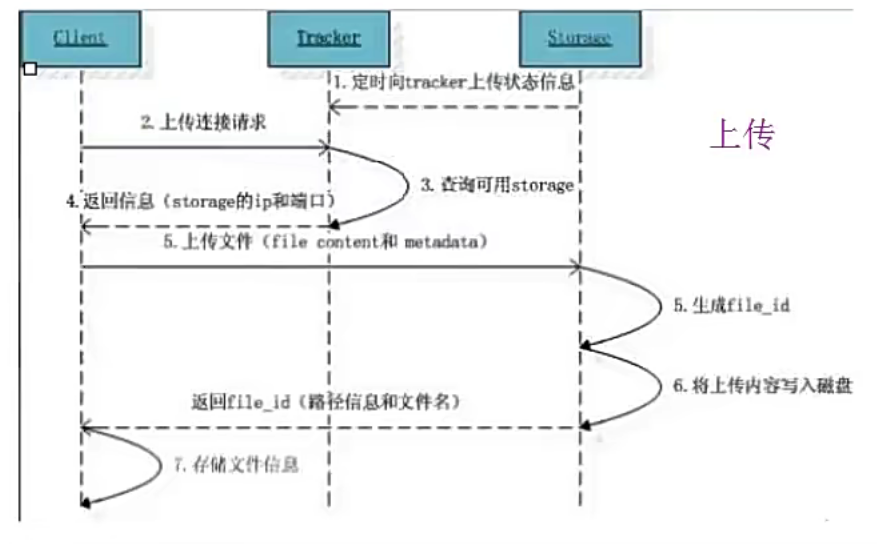 Client
Tracker
Storage
1.定时向tracker上传状态信息
2.上传连接请求
上传
3.查询可用storage
4.返回信息（storage的ip和端口）
5.上传文件（file content和 metadata）
5.生成file_id
6.将上传内容写入磁盘
返回file_id（路径信息和文件名）
7.存储文件信息